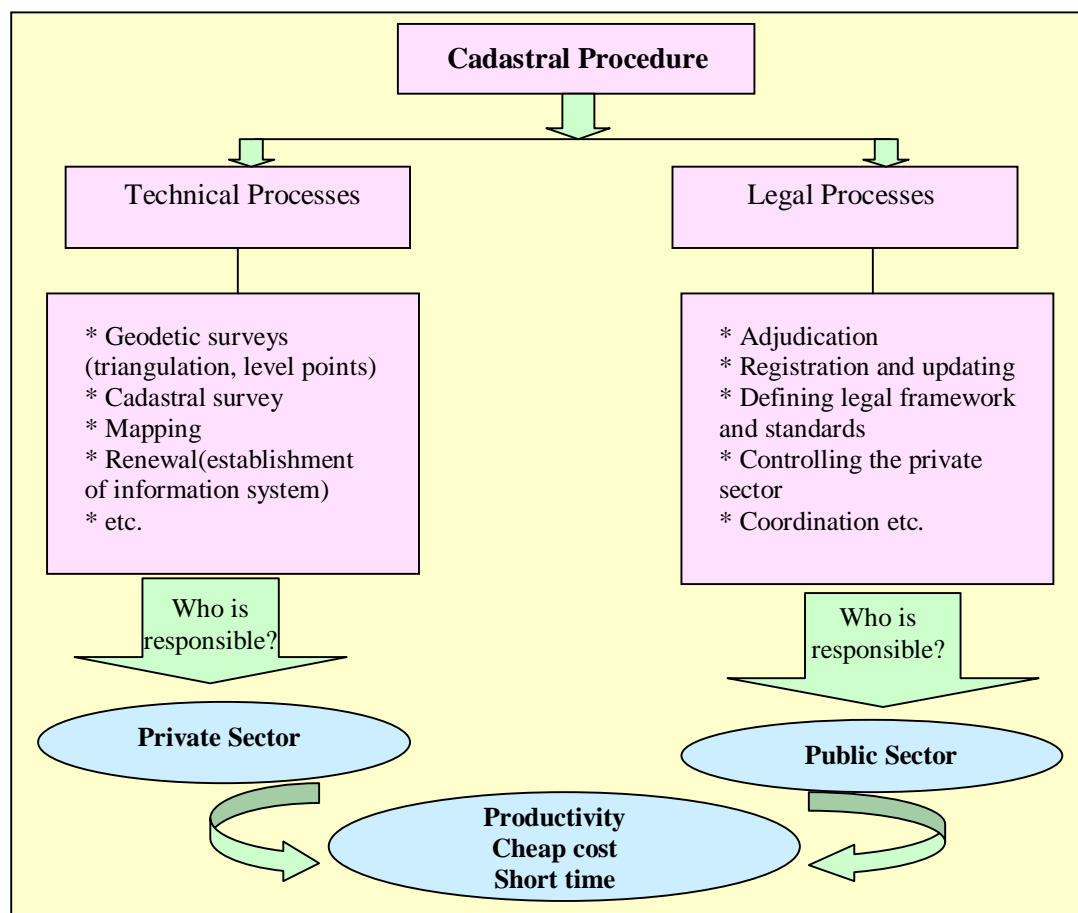 Cadastral Procedure
Technical Processes
Legal Processes
* Geodetic surveys
(triangulation, level points)
* Cadastral survey
* Mapping
* Renewal(establishment
of information system)
* etc.
* Adjudication
* Registration and updating
* Defining legal framework
and standards
* Controlling the private
sector
* Coordination etc.
Who is
responsible?
Who is
responsible?
Private Sector
Public Sector
Productivity
Cheap cost
Short time